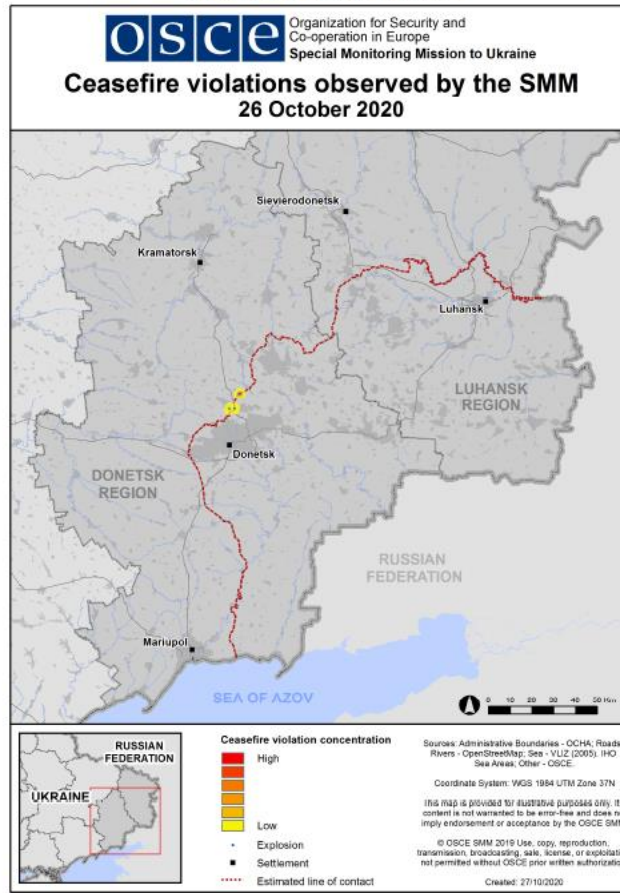 OSCE Organization for Security and
Co-operation in Europe
Special Monitoring Mission to Ukraine
Ceasefire violations observed by the SMM
26 October 2020
Sievierodonetsk
Kramatorsk
Luhansk
LUHANSK
REGION
Donetsk
DONETSK
REGION
RUSSIAN
FEDERATION
Mariupol
SEA OF AZOV
0 10 20 30 40 50 Km
RUSSIAN
FEDERATION
UKRAINE
Ceasefire violation concentration
High
Low
Explosion
Settlement
Estimated line of contact
Sources: Administrative Boundaries - OCHA; Roads,
Rivers - OpenStreetMap; Sea - VLIZ (2005). IHO
Sea Areas; Other - OSCE.
Coordinate System: WGS 1984 UTM Zone 37N
This map is provided for illustrative purposes only. It
content is not warranted to be error-free and does no
imply endorsement or acceptance by the OSCE SMM
© OSCE SMM 2019 Use, copy, reproduction,
transmission, broadcasting, sale, license, or exploitatio
not permitted without OSCE prior written authorizatio
Created: 27/10/2020